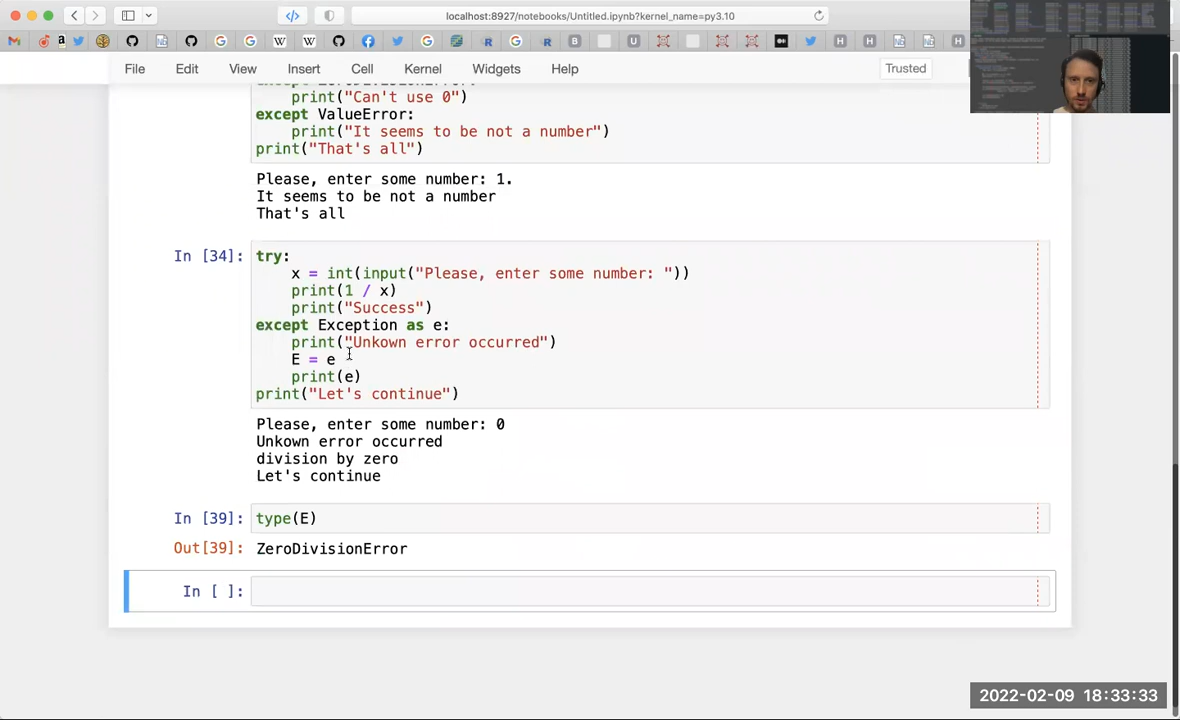 localhost:8927/notebooks/Untitled.ipynb?kernel_name=py3.10
File Edit View Insert Cell Kernel Widgets Help
Trusted
print("Can't use 0")
except ValueError:
print("It seems to be not a number")
print("That's all")
Please, enter some number: 1.
It seems to be not a number
That's all
In [34]:
try:
x = int(input("Please, enter some number: "))
print(1 / x)
print("Success")
except Exception as e:
print("Unkown error occurred")
E = e
print(e)
print("Let's continue")
Please, enter some number: 0
Unkown error occurred
division by zero
Let's continue
In [39]: type(E)
Out[39]: ZeroDivisionError
In [ ]:
2022-02-09 18:33:33